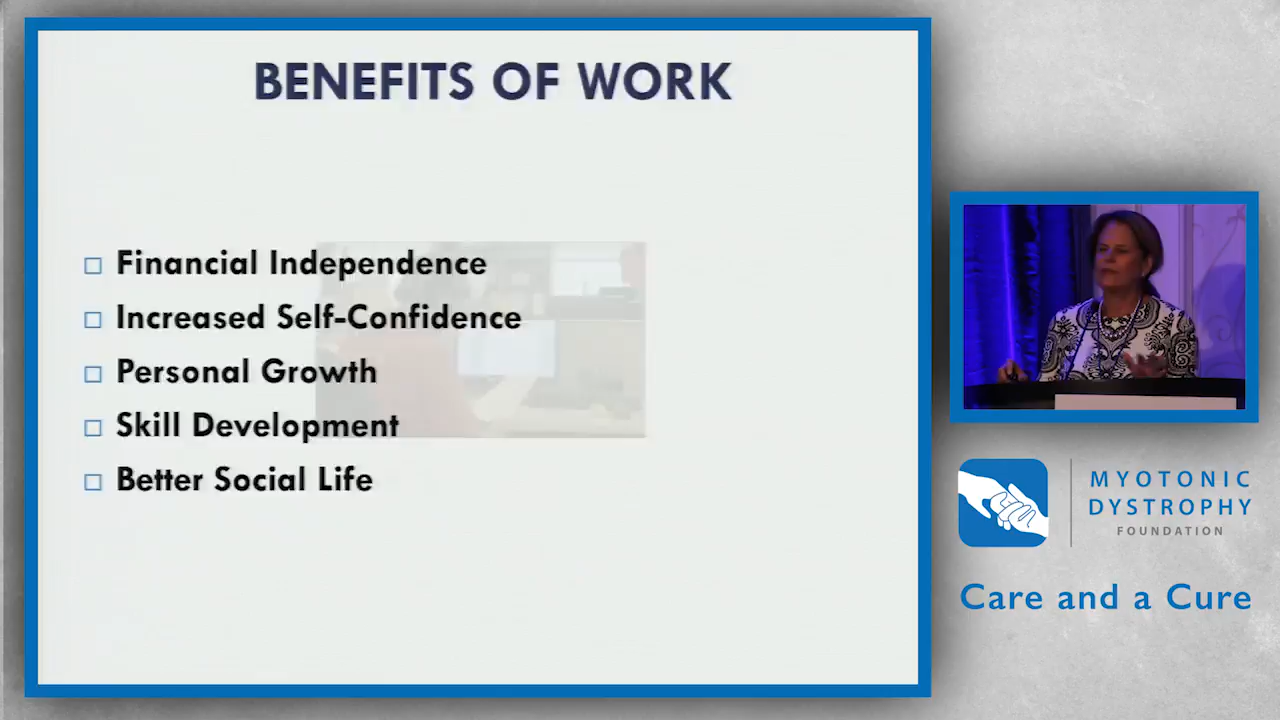 BENEFITS OF WORK
Financial Independence
Increased Self-Confidence
Personal Growth
Skill Development
Better Social Life
MYOTONIC
DYSTROPHY
FOUNDATION
Care and a Cure